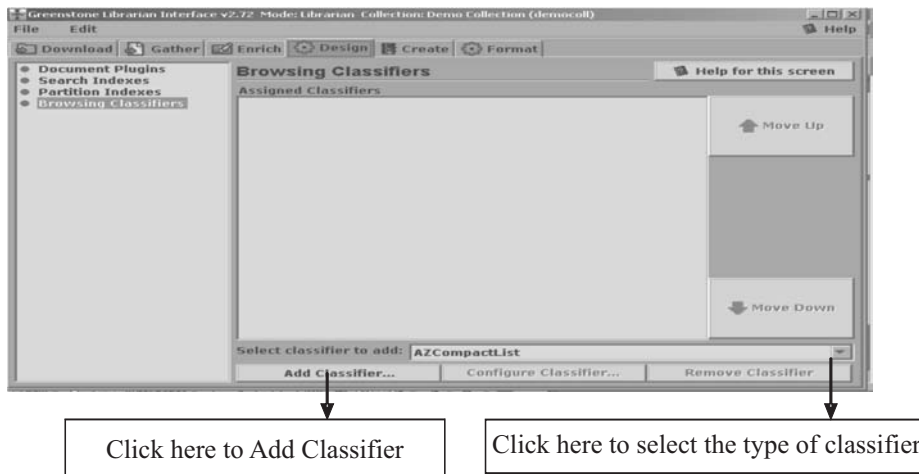 Greenstone Librarian Interface v2.72 Mode: Librarian Collection: Demo Collection (democoll)
File Edit Help
Download Gather Enrich Design Create Format
Document Plugins
Search Indexes
Partition Indexes
Browsing Classifiers
Browsing Classifiers
Help for this screen
Assigned Classifiers
Move Up
Move Down
Select classifier to add: AZCompactList
Add Classifier... Configure Classifier... Remove Classifier
Click here to Add Classifier
Click here to select the type of classifier